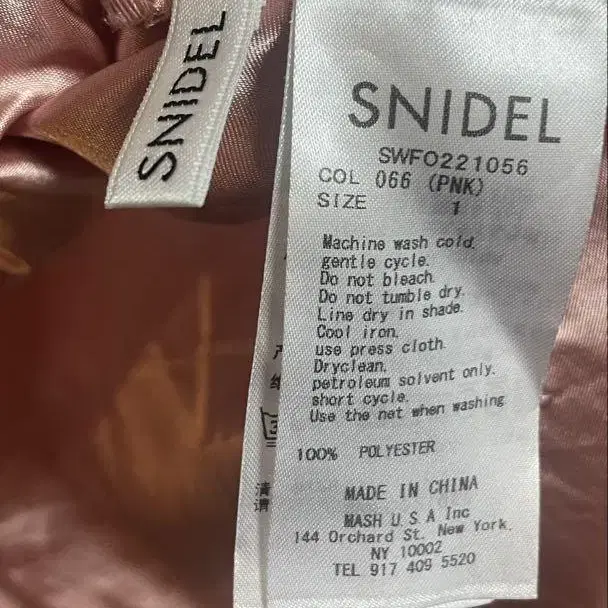 SNIDEL
SNIDEL
SWFO221056
COL 066 (PNK)
SIZE 1
Machine wash cold.
gentle cycle.
Do not bleach.
Do not tumble dry.
Line dry in shade.
Cool iron.
use press cloth.
Dryclean.
petroleum solvent only.
short cycle.
Use the net when washing
100% POLYESTER
MADE IN CHINA
MASH U.S.A Inc
144 Orchard St. New York.
NY 10002
TEL 917 409 5520
清
请